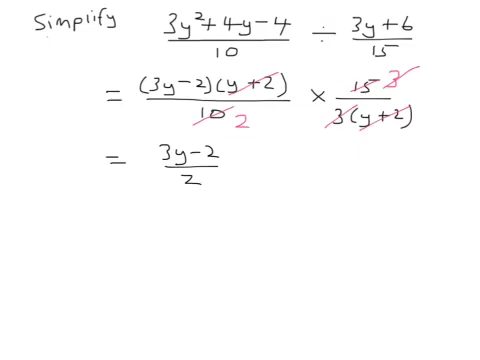 Simplify (3y²+4y-4)/10 ÷ (3y+6)/15
= (3y-2)(y+2)/10 2 × 15 3/3(y+2)
= (3y-2)/2